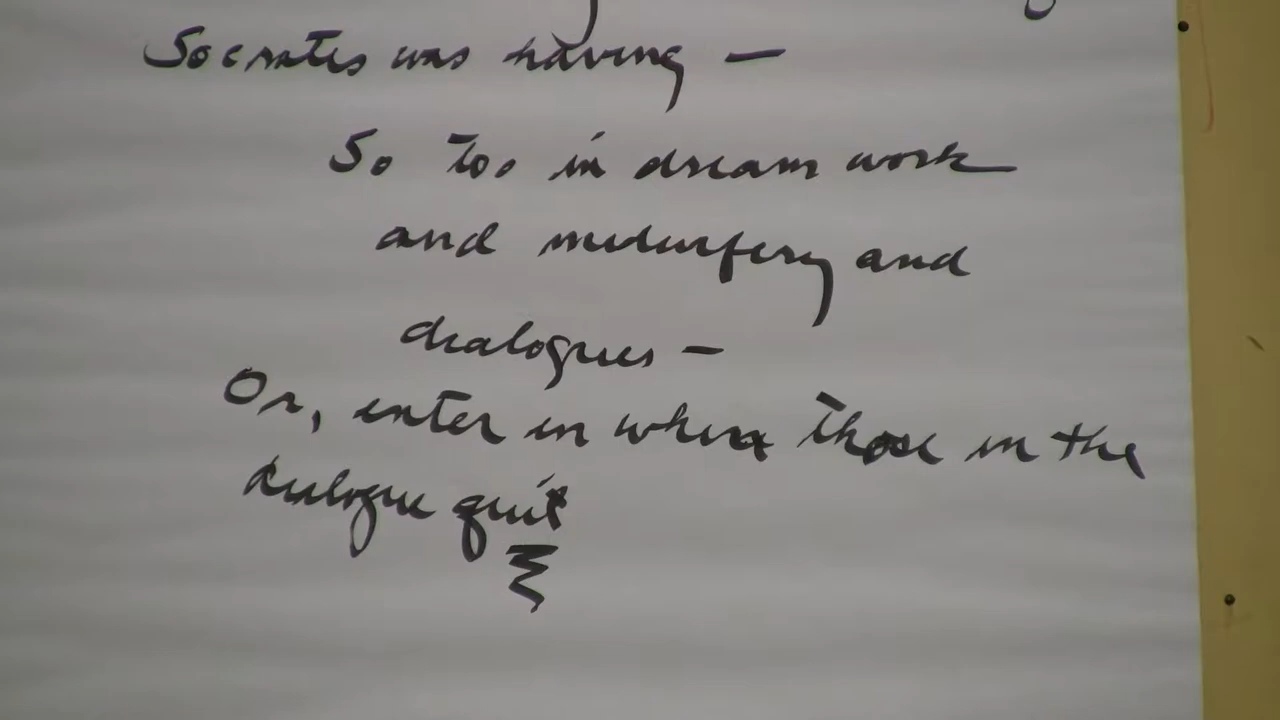 Socrates was having —
So too in dream work
and midwifery and
dialogues —
Or, enter in where those in the
dialogue quit